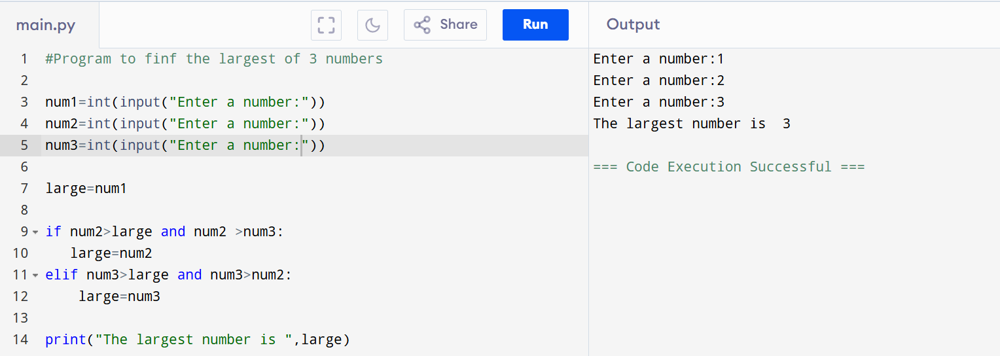 main.py
Share
Run
Output
1 #Program to finf the largest of 3 numbers
2
3 num1=int(input("Enter a number:"))
4 num2=int(input("Enter a number:"))
5 num3=int(input("Enter a number:"))
6
7 large=num1
8
9 if num2>large and num2 >num3:
10    large=num2
11 elif num3>large and num3>num2:
12     large=num3
13
14 print("The largest number is ",large)
Enter a number:1
Enter a number:2
Enter a number:3
The largest number is  3
=== Code Execution Successful ===